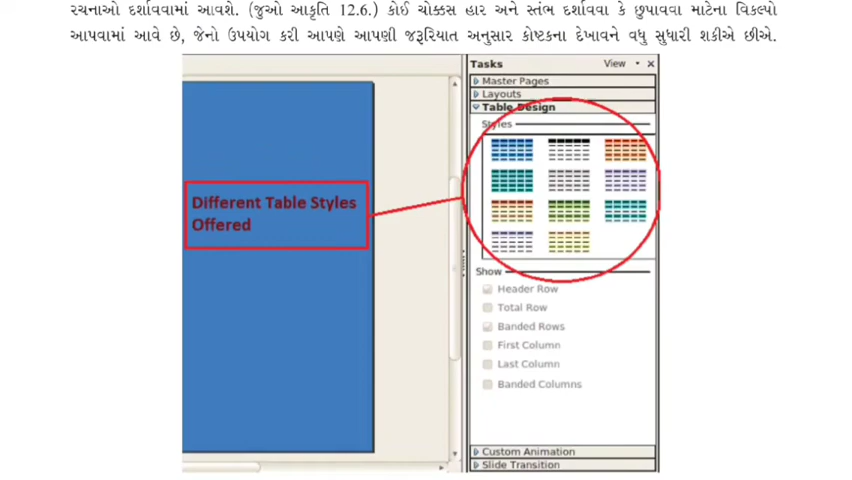 રચનાઓ દર્શાવવામાં આવશે. (જુઓ આકૃતિ 12.6.) કોઈ ચોક્કસ હાર અને સ્તંભ દર્શાવવા કે છુપાવવા માટેના વિકલ્પો
આપવામાં આવે છે, જેનો ઉપયોગ કરી આપણે આપણી જરૂરિયાત અનુસાર કોષ્ટકના દેખાવને વધુ સુધારી શકીએ છીએ.
Tasks View
Master Pages
Layouts
Table Design
Styles
Different Table Styles
Offered
Show
Header Row
Total Row
Banded Rows
First Column
Last Column
Banded Columns
Custom Animation
Slide Transition